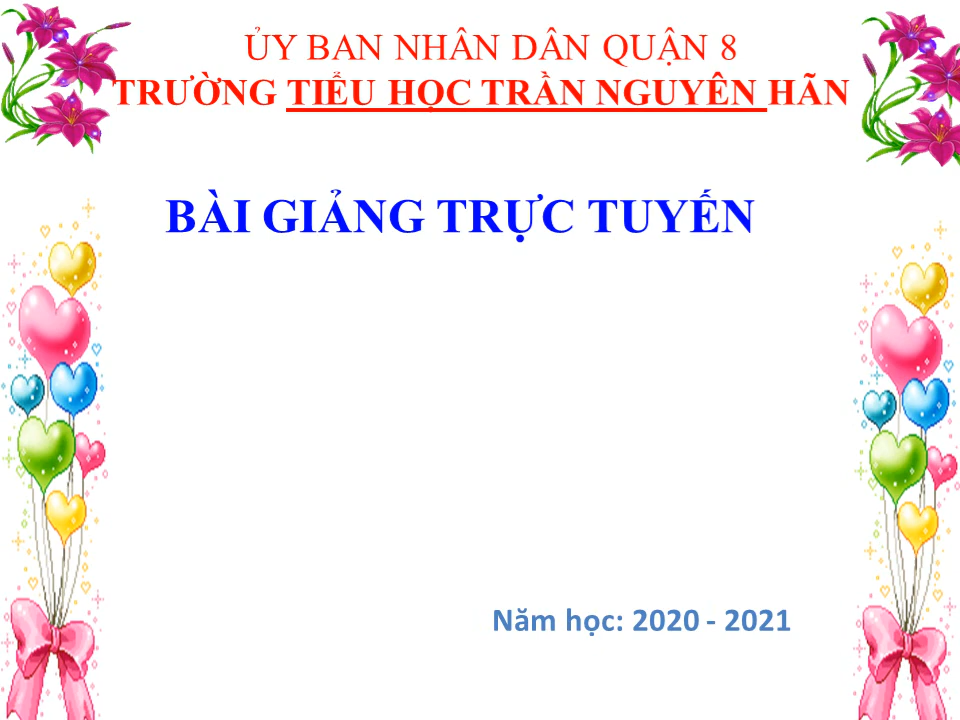 ỦY BAN NHÂN DÂN QUẬN 8
TRƯỜNG TIỂU HỌC TRẦN NGUYÊN HÃN
BÀI GIẢNG TRỰC TUYẾN
Năm học: 2020 - 2021